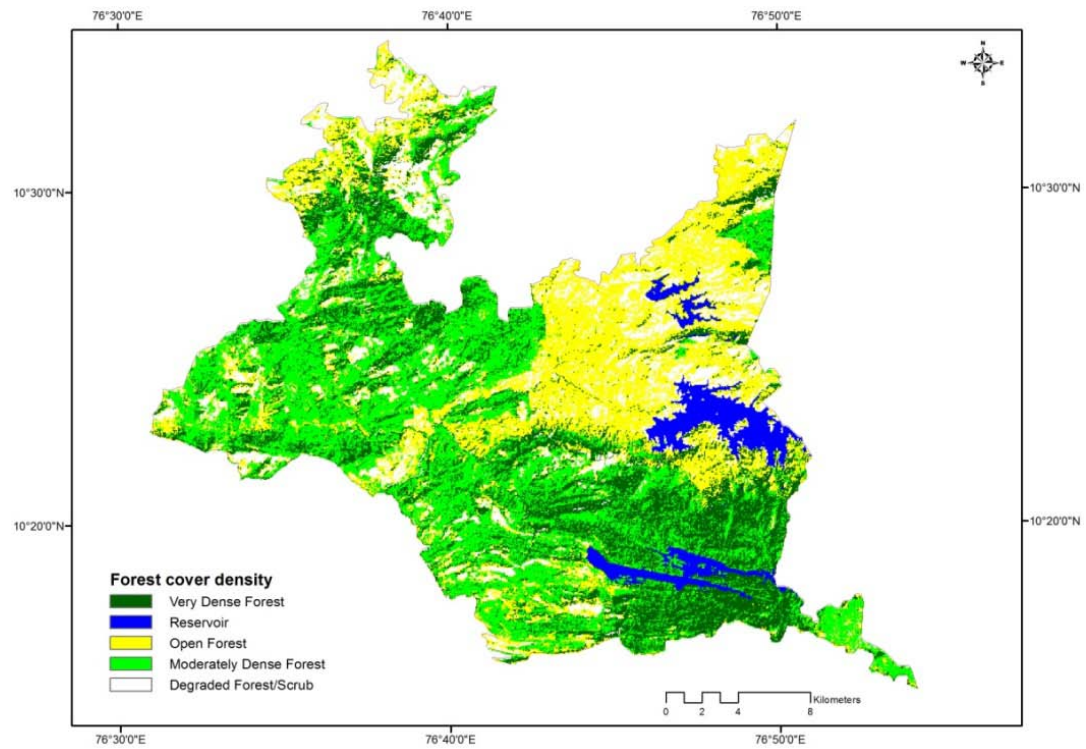 76°30'0"E 76°40'0"E 76°50'0"E
N
W E
S
10°30'0"N 10°30'0"N
10°20'0"N 10°20'0"N
Forest cover density
Very Dense Forest
Reservoir
Open Forest
Moderately Dense Forest
Degraded Forest/Scrub
Kilometers
0 2 4 8
76°30'0"E 76°40'0"E 76°50'0"E